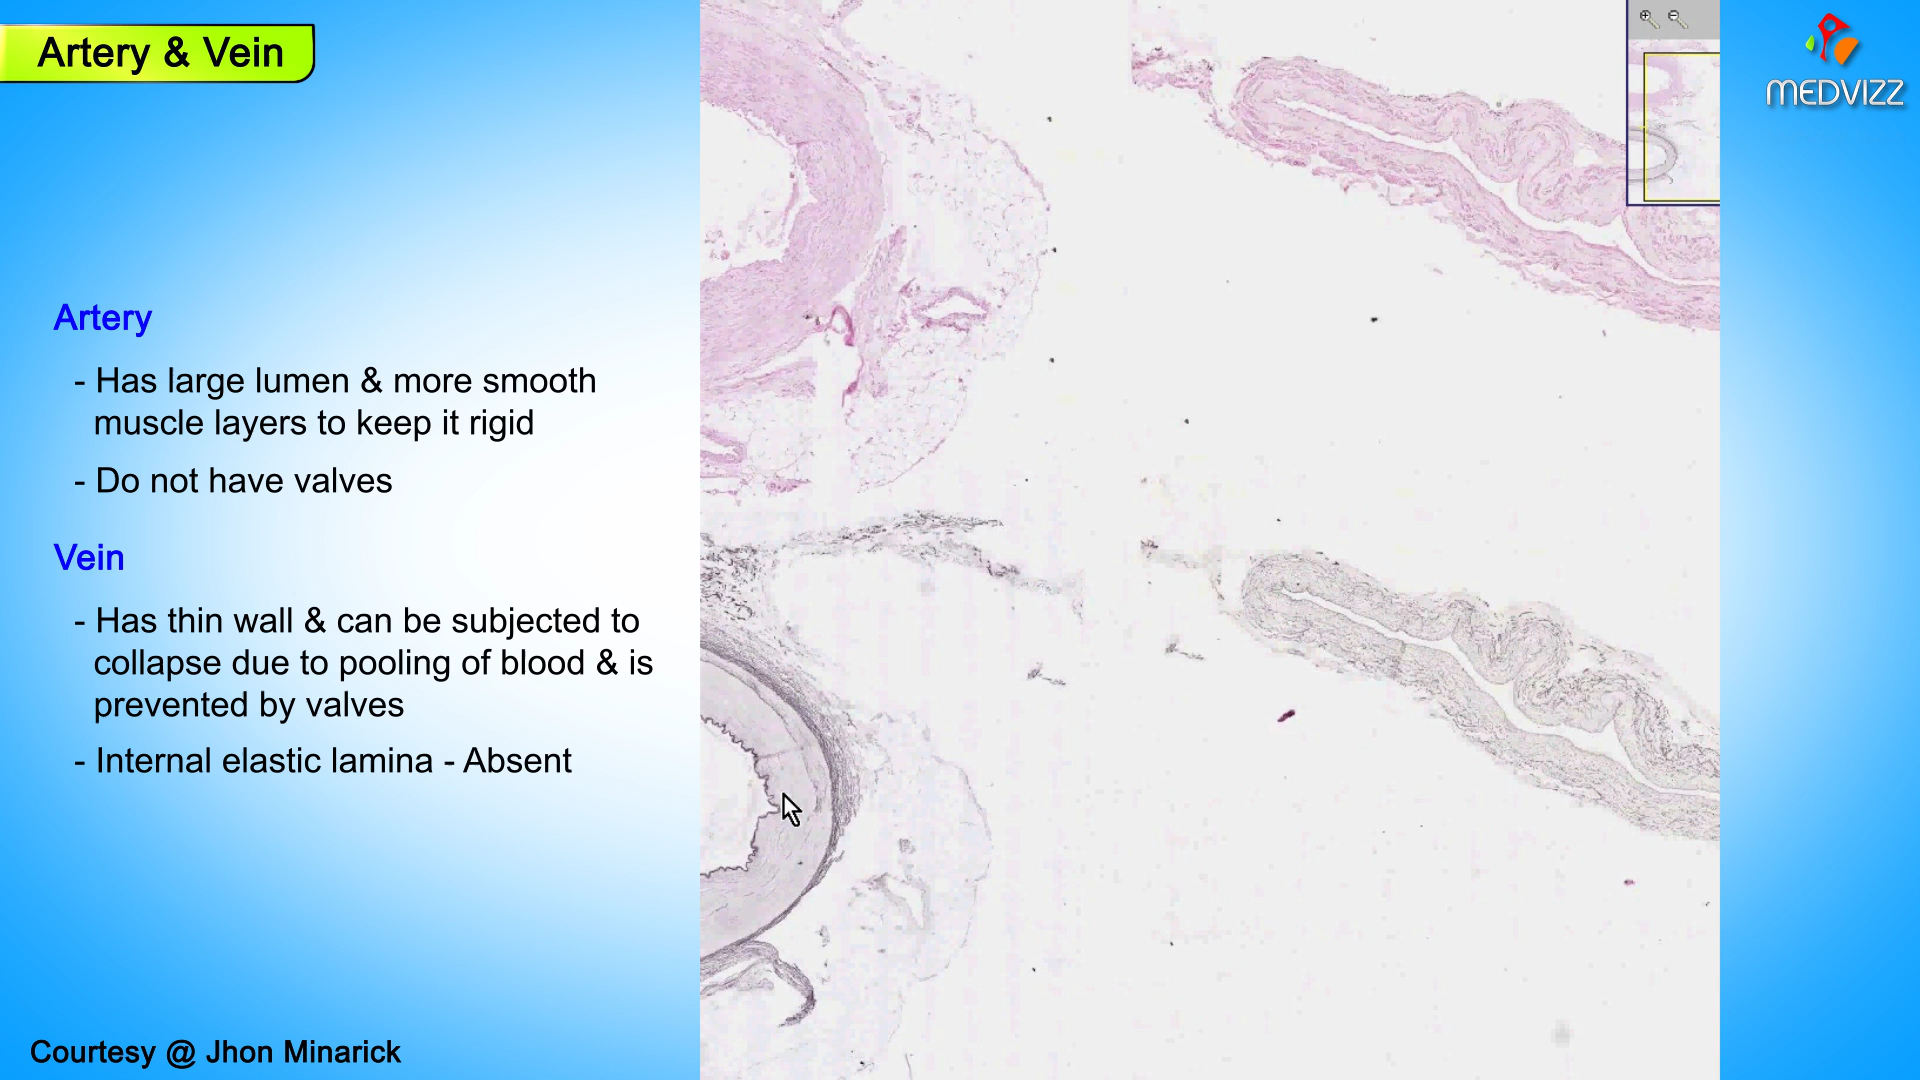 Artery & Vein
MEDVIZZ
Artery
- Has large lumen & more smooth
muscle layers to keep it rigid
- Do not have valves
Vein
- Has thin wall & can be subjected to
collapse due to pooling of blood & is
prevented by valves
- Internal elastic lamina - Absent
Courtesy @ Jhon Minarick